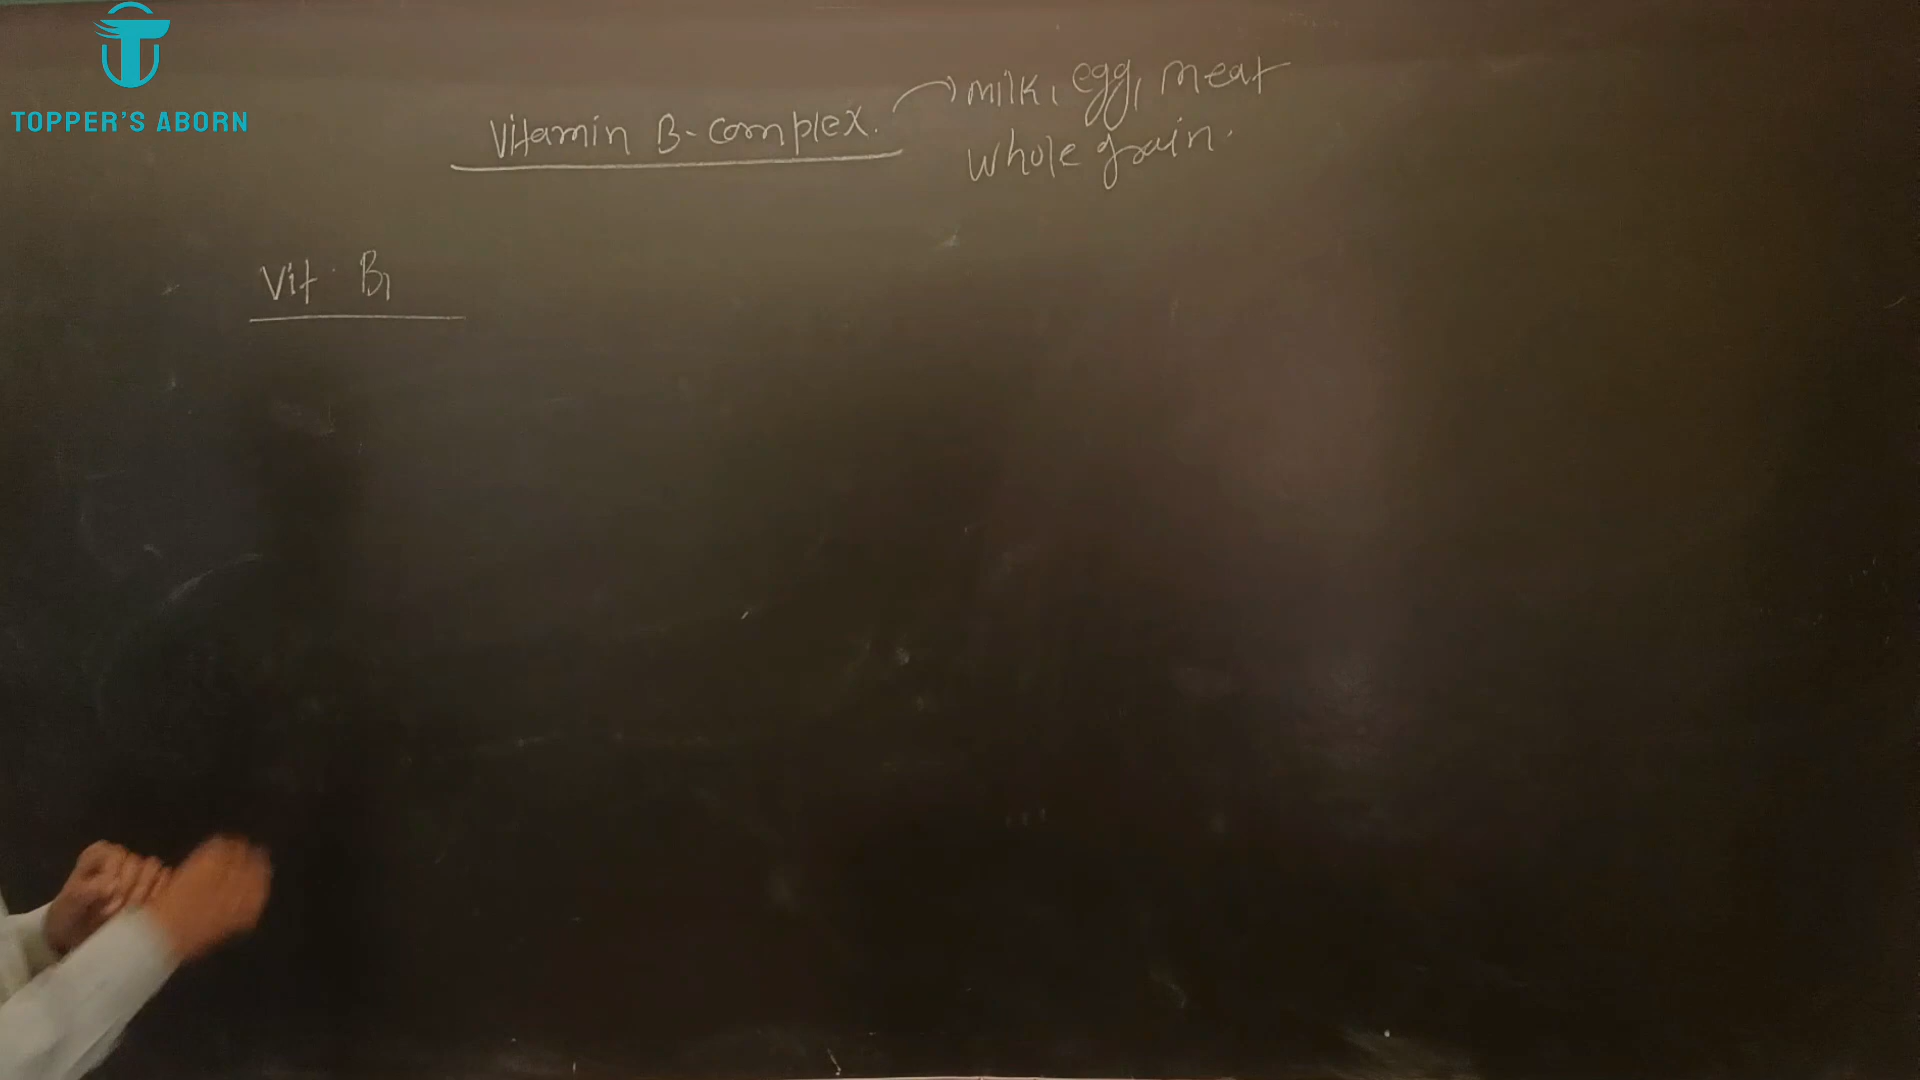 TOPPER'S ABORN
Vitamin B-complex. milk, egg, meat
whole grain.
Vit. B1